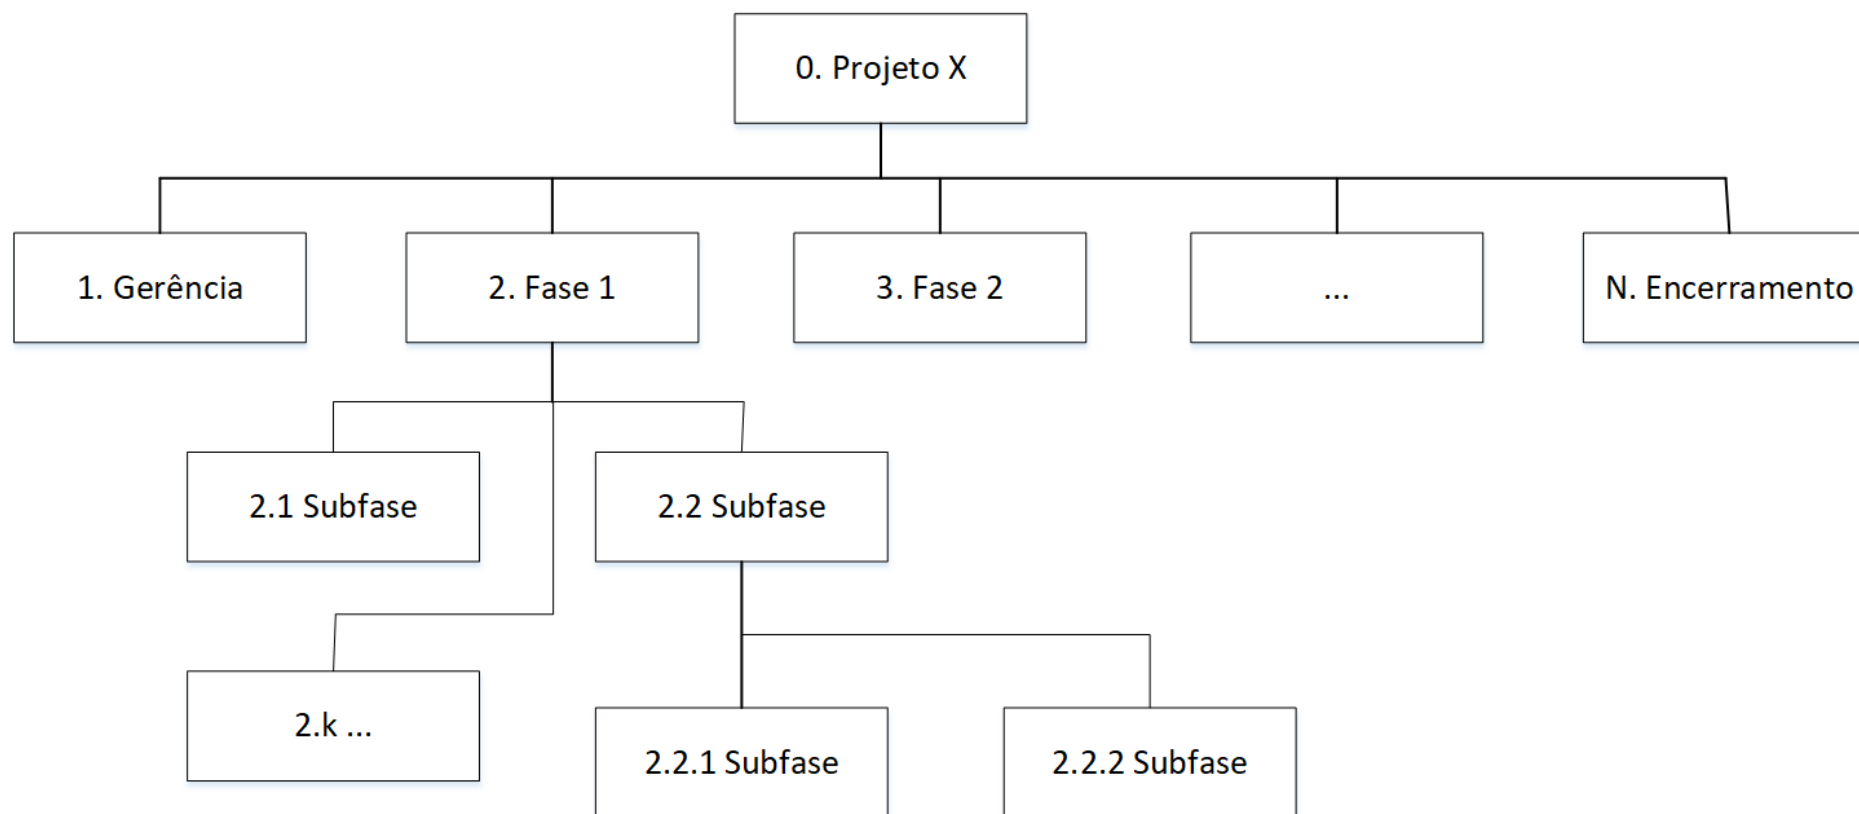 0. Projeto X
1. Gerência
2. Fase 1
3. Fase 2
...
N. Encerramento
2.1 Subfase
2.2 Subfase
2.k ...
2.2.1 Subfase
2.2.2 Subfase